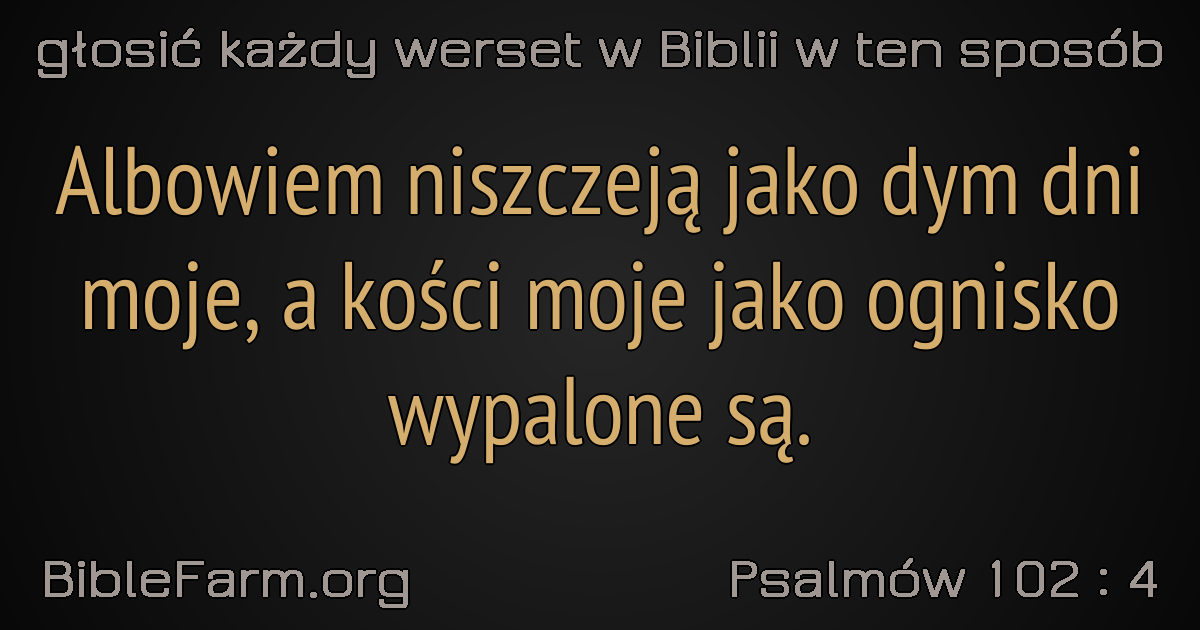 głosić każdy werset w Biblii w ten sposób
Albowiem niszczeją jako dym dni
moje, a kości moje jako ognisko
wypalone są.
BibleFarm.org
Psalmów 102 : 4